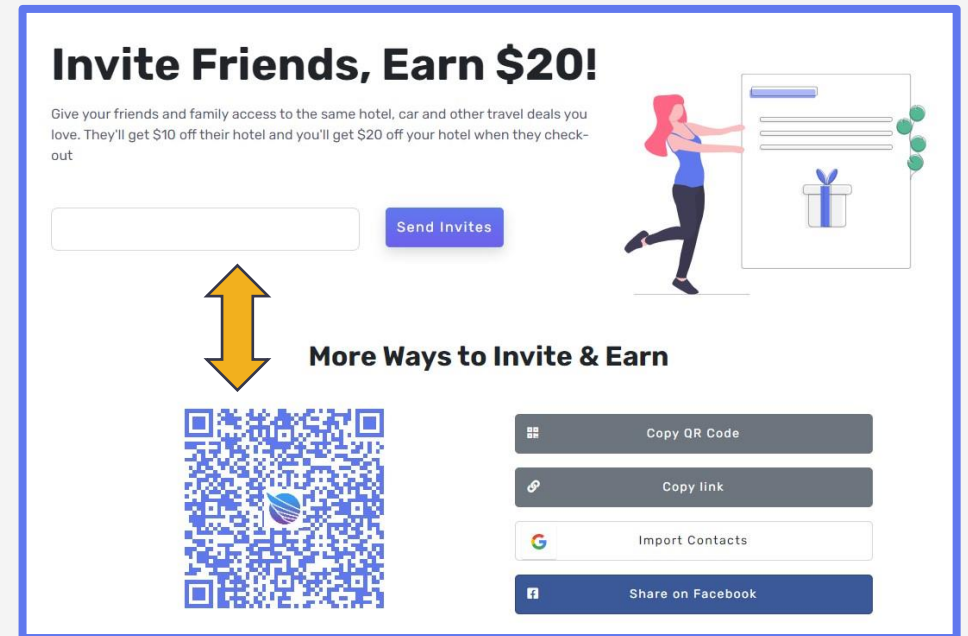 Invite Friends, Earn $20!
Give your friends and family access to the same hotel, car and other travel deals you
love. They'll get $10 off their hotel and you'll get $20 off your hotel when they check-
out
Send Invites
More Ways to Invite & Earn
Copy QR Code
Copy link
Import Contacts
Share on Facebook